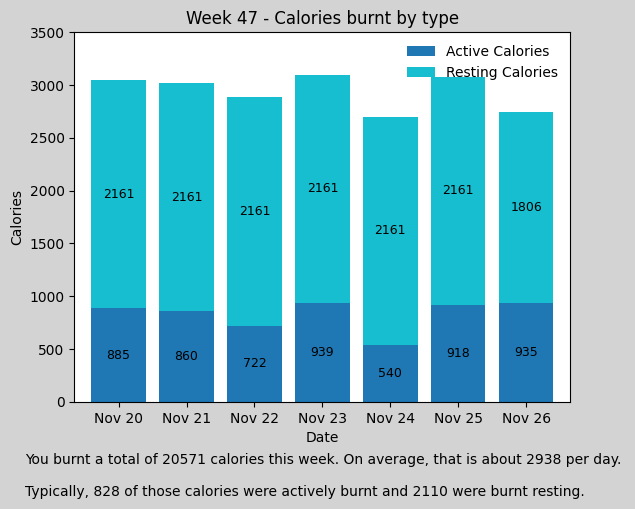 Week 47 - Calories burnt by type
3500
3000
2500
2000
1500
1000
500
0
Calories
Active Calories
Resting Calories
2161 2161 2161 2161 2161 2161 1806
885 860 722 939 540 918 935
Nov 20 Nov 21 Nov 22 Nov 23 Nov 24 Nov 25 Nov 26
Date
You burnt a total of 20571 calories this week. On average, that is about 2938 per day.
Typically, 828 of those calories were actively burnt and 2110 were burnt resting.